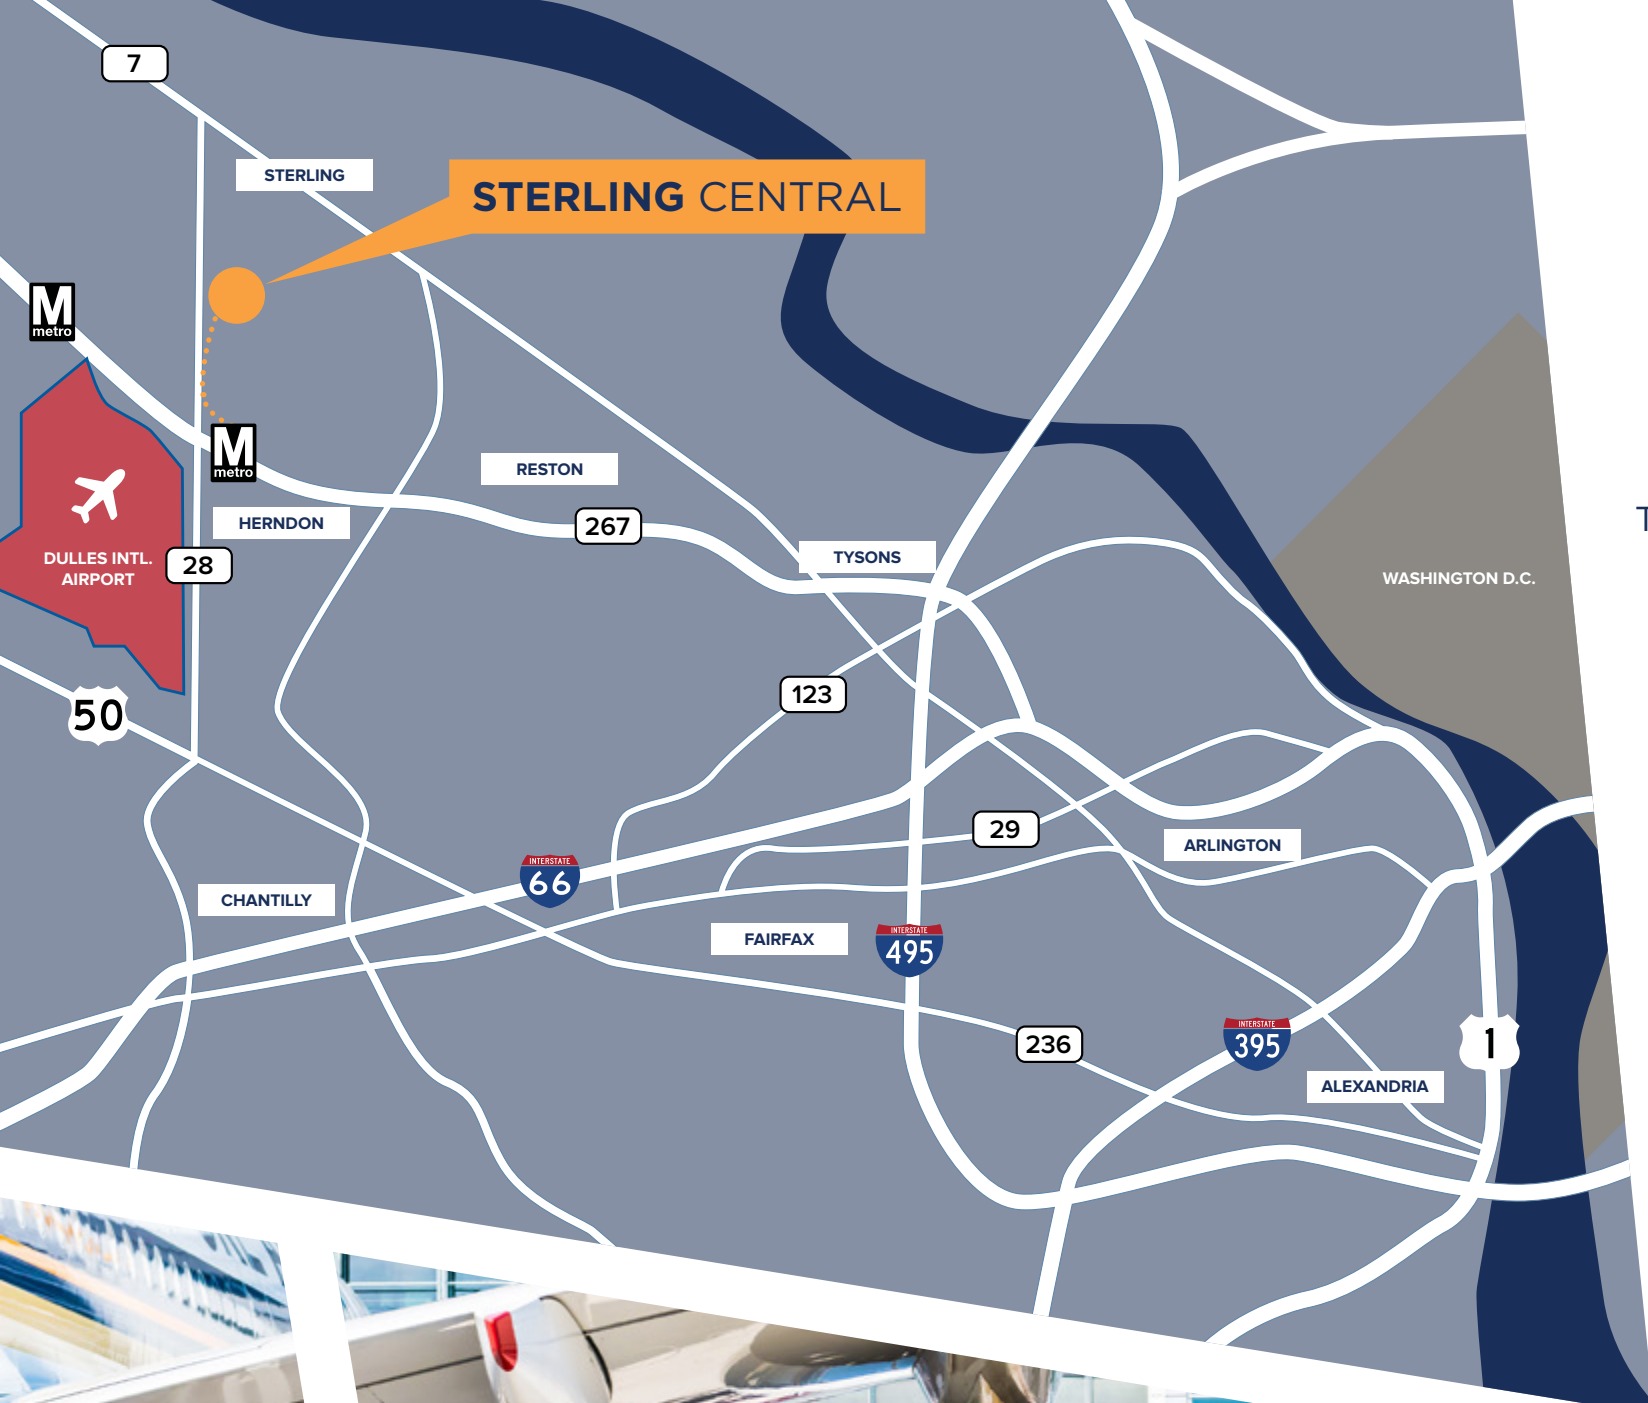 7
STERLING
STERLING CENTRAL
M
metro
M
metro
RESTON
HERNDON
267
T
TYSONS
DULLES INTL.
AIRPORT
28
WASHINGTON D.C.
123
50
29
ARLINGTON
INTERSTATE
66
CHANTILLY
FAIRFAX
INTERSTATE
495
INTERSTATE
395
236
1
ALEXANDRIA